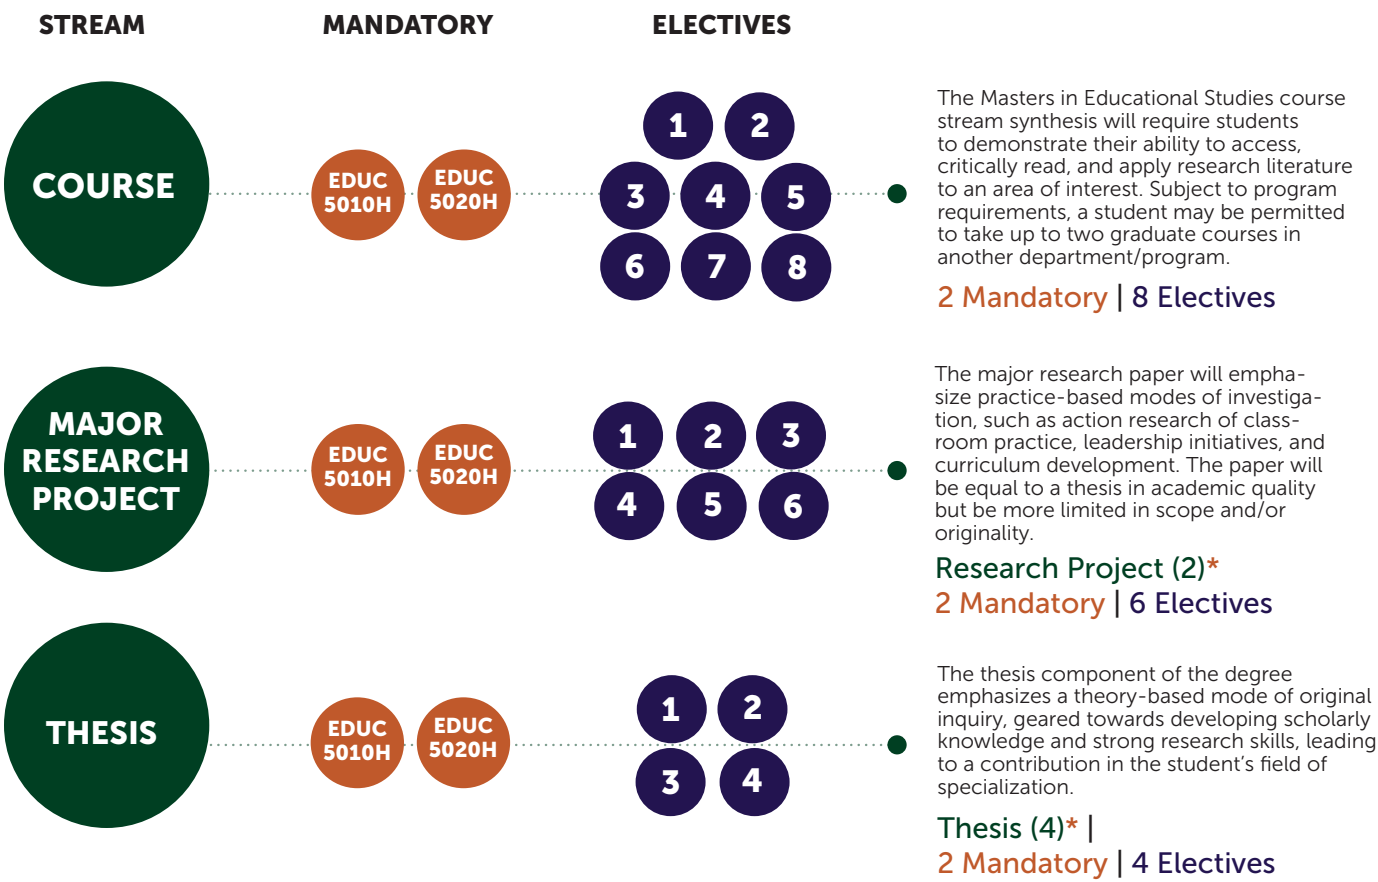 STREAM MANDATORY ELECTIVES
COURSE
EDUC
5010H
EDUC
5020H
1 2
3 4 5
6 7 8
The Masters in Educational Studies course
stream synthesis will require students
to demonstrate their ability to access,
critically read, and apply research literature
to an area of interest. Subject to program
requirements, a student may be permitted
to take up to two graduate courses in
another department/program.
2 Mandatory | 8 Electives
MAJOR
RESEARCH
PROJECT
EDUC
5010H
EDUC
5020H
1 2 3
4 5 6
The major research paper will empha-
size practice-based modes of investiga-
tion, such as action research of class-
room practice, leadership initiatives, and
curriculum development. The paper will
be equal to a thesis in academic quality
but be more limited in scope and/or
originality.
Research Project (2)*
2 Mandatory | 6 Electives
THESIS
EDUC
5010H
EDUC
5020H
1 2
3 4
The thesis component of the degree
emphasizes a theory-based mode of original
inquiry, geared towards developing scholarly
knowledge and strong research skills, leading
to a contribution in the student's field of
specialization.
Thesis (4)* |
2 Mandatory | 4 Electives